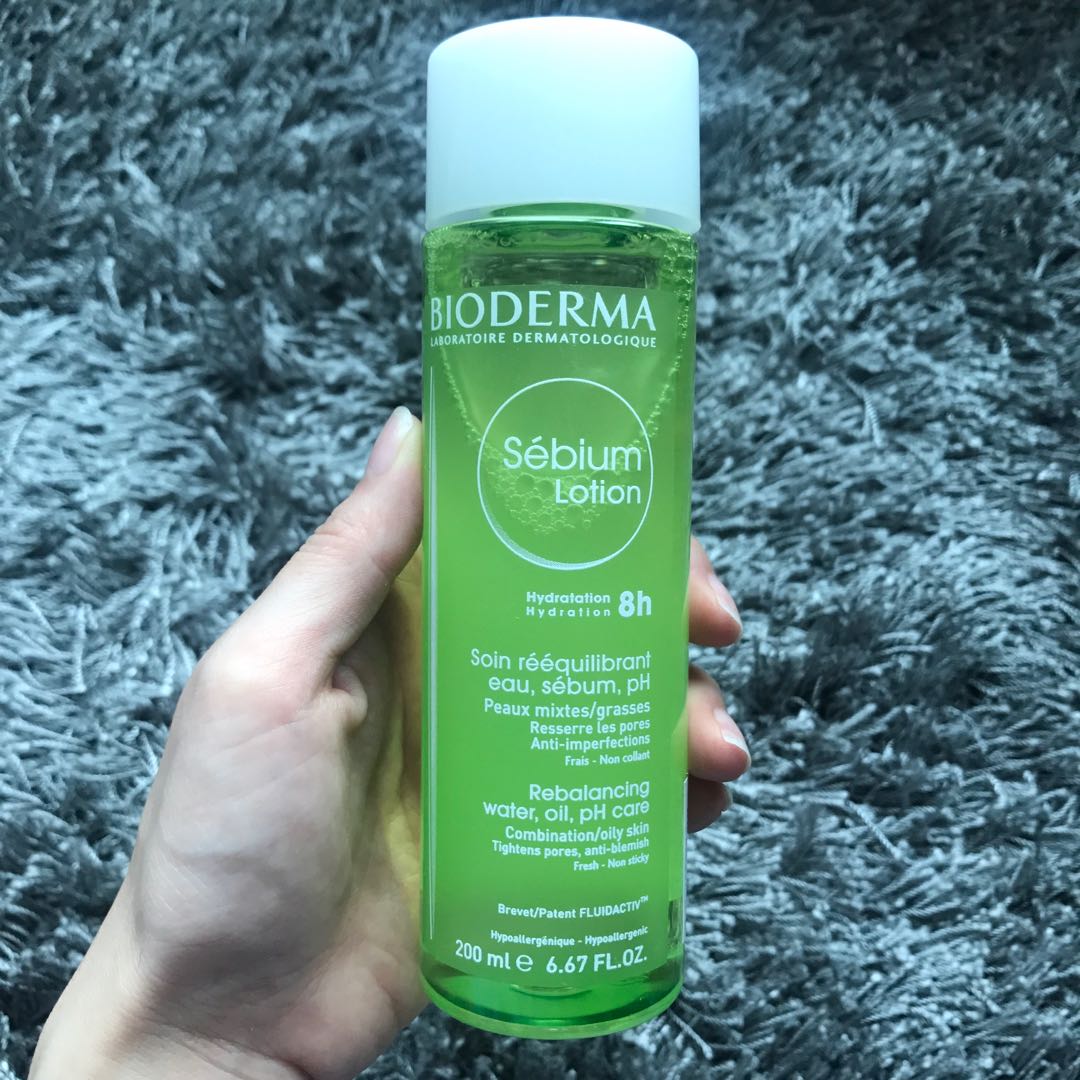 BIODERMA
LABORATOIRE DERMATOLOGIQUE
Sébium
Lotion
Hydratation
Hydration 8h
Soin rééquilibrant
eau, sébum, pH
Peaux mixtes/grasses
Resserre les pores
Anti-imperfections
Frais - Non collant
Rebalancing
water, oil, pH care
Combination/oily skin
Tightens pores, anti-blemish
Fresh - Non sticky
Brevet/Patent FLUIDACTIV™
Hypoallergénique - Hypoallergenic
200 ml ℮ 6.67 FL.OZ.